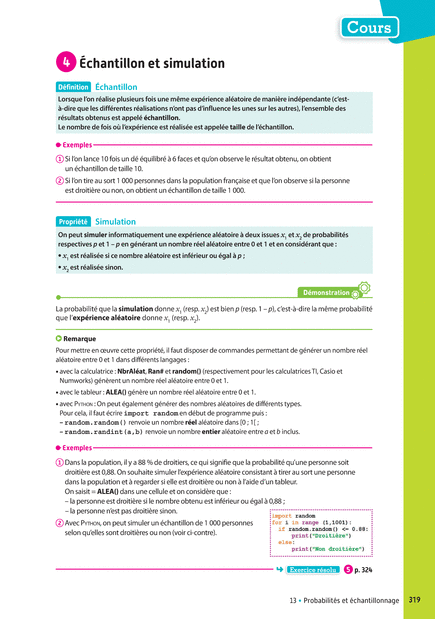 Cours
4 Échantillon et simulation
Définition Échantillon
Lorsque l'on réalise plusieurs fois une même expérience aléatoire de manière indépendante (c'est-
à-dire que les différentes réalisations n'ont pas d'influence les unes sur les autres), l'ensemble des
résultats obtenus est appelé échantillon.
Le nombre de fois où l'expérience est réalisée est appelée taille de l'échantillon.
Exemples
1 Si l'on lance 10 fois un dé équilibré à 6 faces et qu'on observe le résultat obtenu, on obtient
un échantillon de taille 10.
2 Si l'on tire au sort 1 000 personnes dans la population française et que l'on observe si la personne
est droitière ou non, on obtient un échantillon de taille 1 000.
Propriété Simulation
On peut simuler informatiquement une expérience aléatoire à deux issues x1 et x2 de probabilités
respectives p et 1 – p en générant un nombre réel aléatoire entre 0 et 1 et en considérant que :
• x1 est réalisée si ce nombre aléatoire est inférieur ou égal à p ;
• x2 est réalisée sinon.
Démonstration
La probabilité que la simulation donne x1 (resp. x2) est bien p (resp. 1 – p), c'est-à-dire la même probabilité
que l'expérience aléatoire donne x1 (resp. x2).
Remarque
Pour mettre en œuvre cette propriété, il faut disposer de commandes permettant de générer un nombre réel
aléatoire entre 0 et 1 dans différents langages :
• avec la calculatrice : NbrAléat, Ran# et random() (respectivement pour les calculatrices TI, Casio et
Numworks) génèrent un nombre réel aléatoire entre 0 et 1.
• avec le tableur : ALEA() génère un nombre réel aléatoire entre 0 et 1.
• avec PYTHON : On peut également générer des nombres aléatoires de différents types.
Pour cela, il faut écrire import random en début de programme puis :
– random.random() renvoie un nombre réel aléatoire dans [0 ; 1[ ;
– random.randint(a,b) renvoie un nombre entier aléatoire entre a et b inclus.
Exemples
1 Dans la population, il y a 88 % de droitiers, ce qui signifie que la probabilité qu'une personne soit
droitière est 0,88. On souhaite simuler l'expérience aléatoire consistant à tirer au sort une personne
dans la population et à regarder si elle est droitière ou non à l'aide d'un tableur.
On saisit = ALEA() dans une cellule et on considère que :
– la personne est droitière si le nombre obtenu est inférieur ou égal à 0,88 ;
– la personne n'est pas droitière sinon.
2 Avec PYTHON, on peut simuler un échantillon de 1 000 personnes
selon qu'elles sont droitières ou non (voir ci-contre).
import random
for i in range (1,1001):
if random.random() <= 0.88:
print("Droitière")
else:
print("Non droitière")
Exercice résolu 5 p. 324
13 • Probabilités et échantillonnage 319